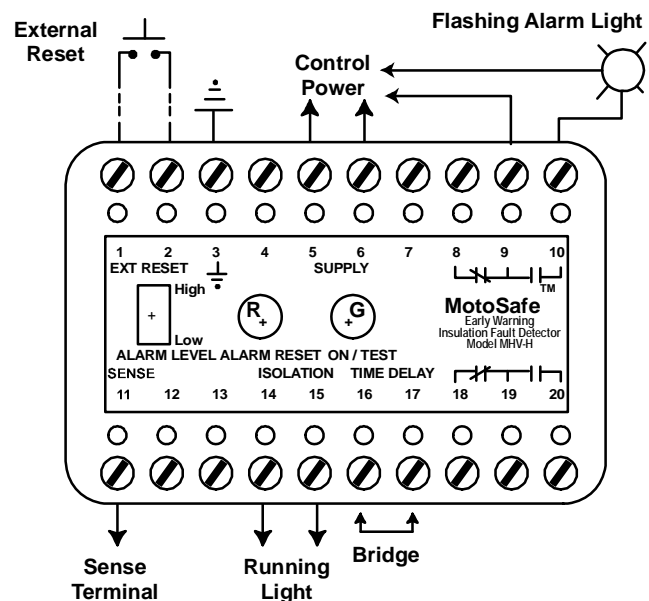 External
Reset
Flashing Alarm Light
Control
Power
1 2 3 4 5 6 7 8 9 10
EXT RESET SUPPLY
TM
High
R G
MotoSafe
Early Warning
Insulation Fault Detector
Model MHV-H
Low
ALARM LEVEL ALARM RESET ON / TEST
SENSE ISOLATION TIME DELAY
11 12 13 14 15 16 17 18 19 20
Sense
Terminal
Running
Light
Bridge